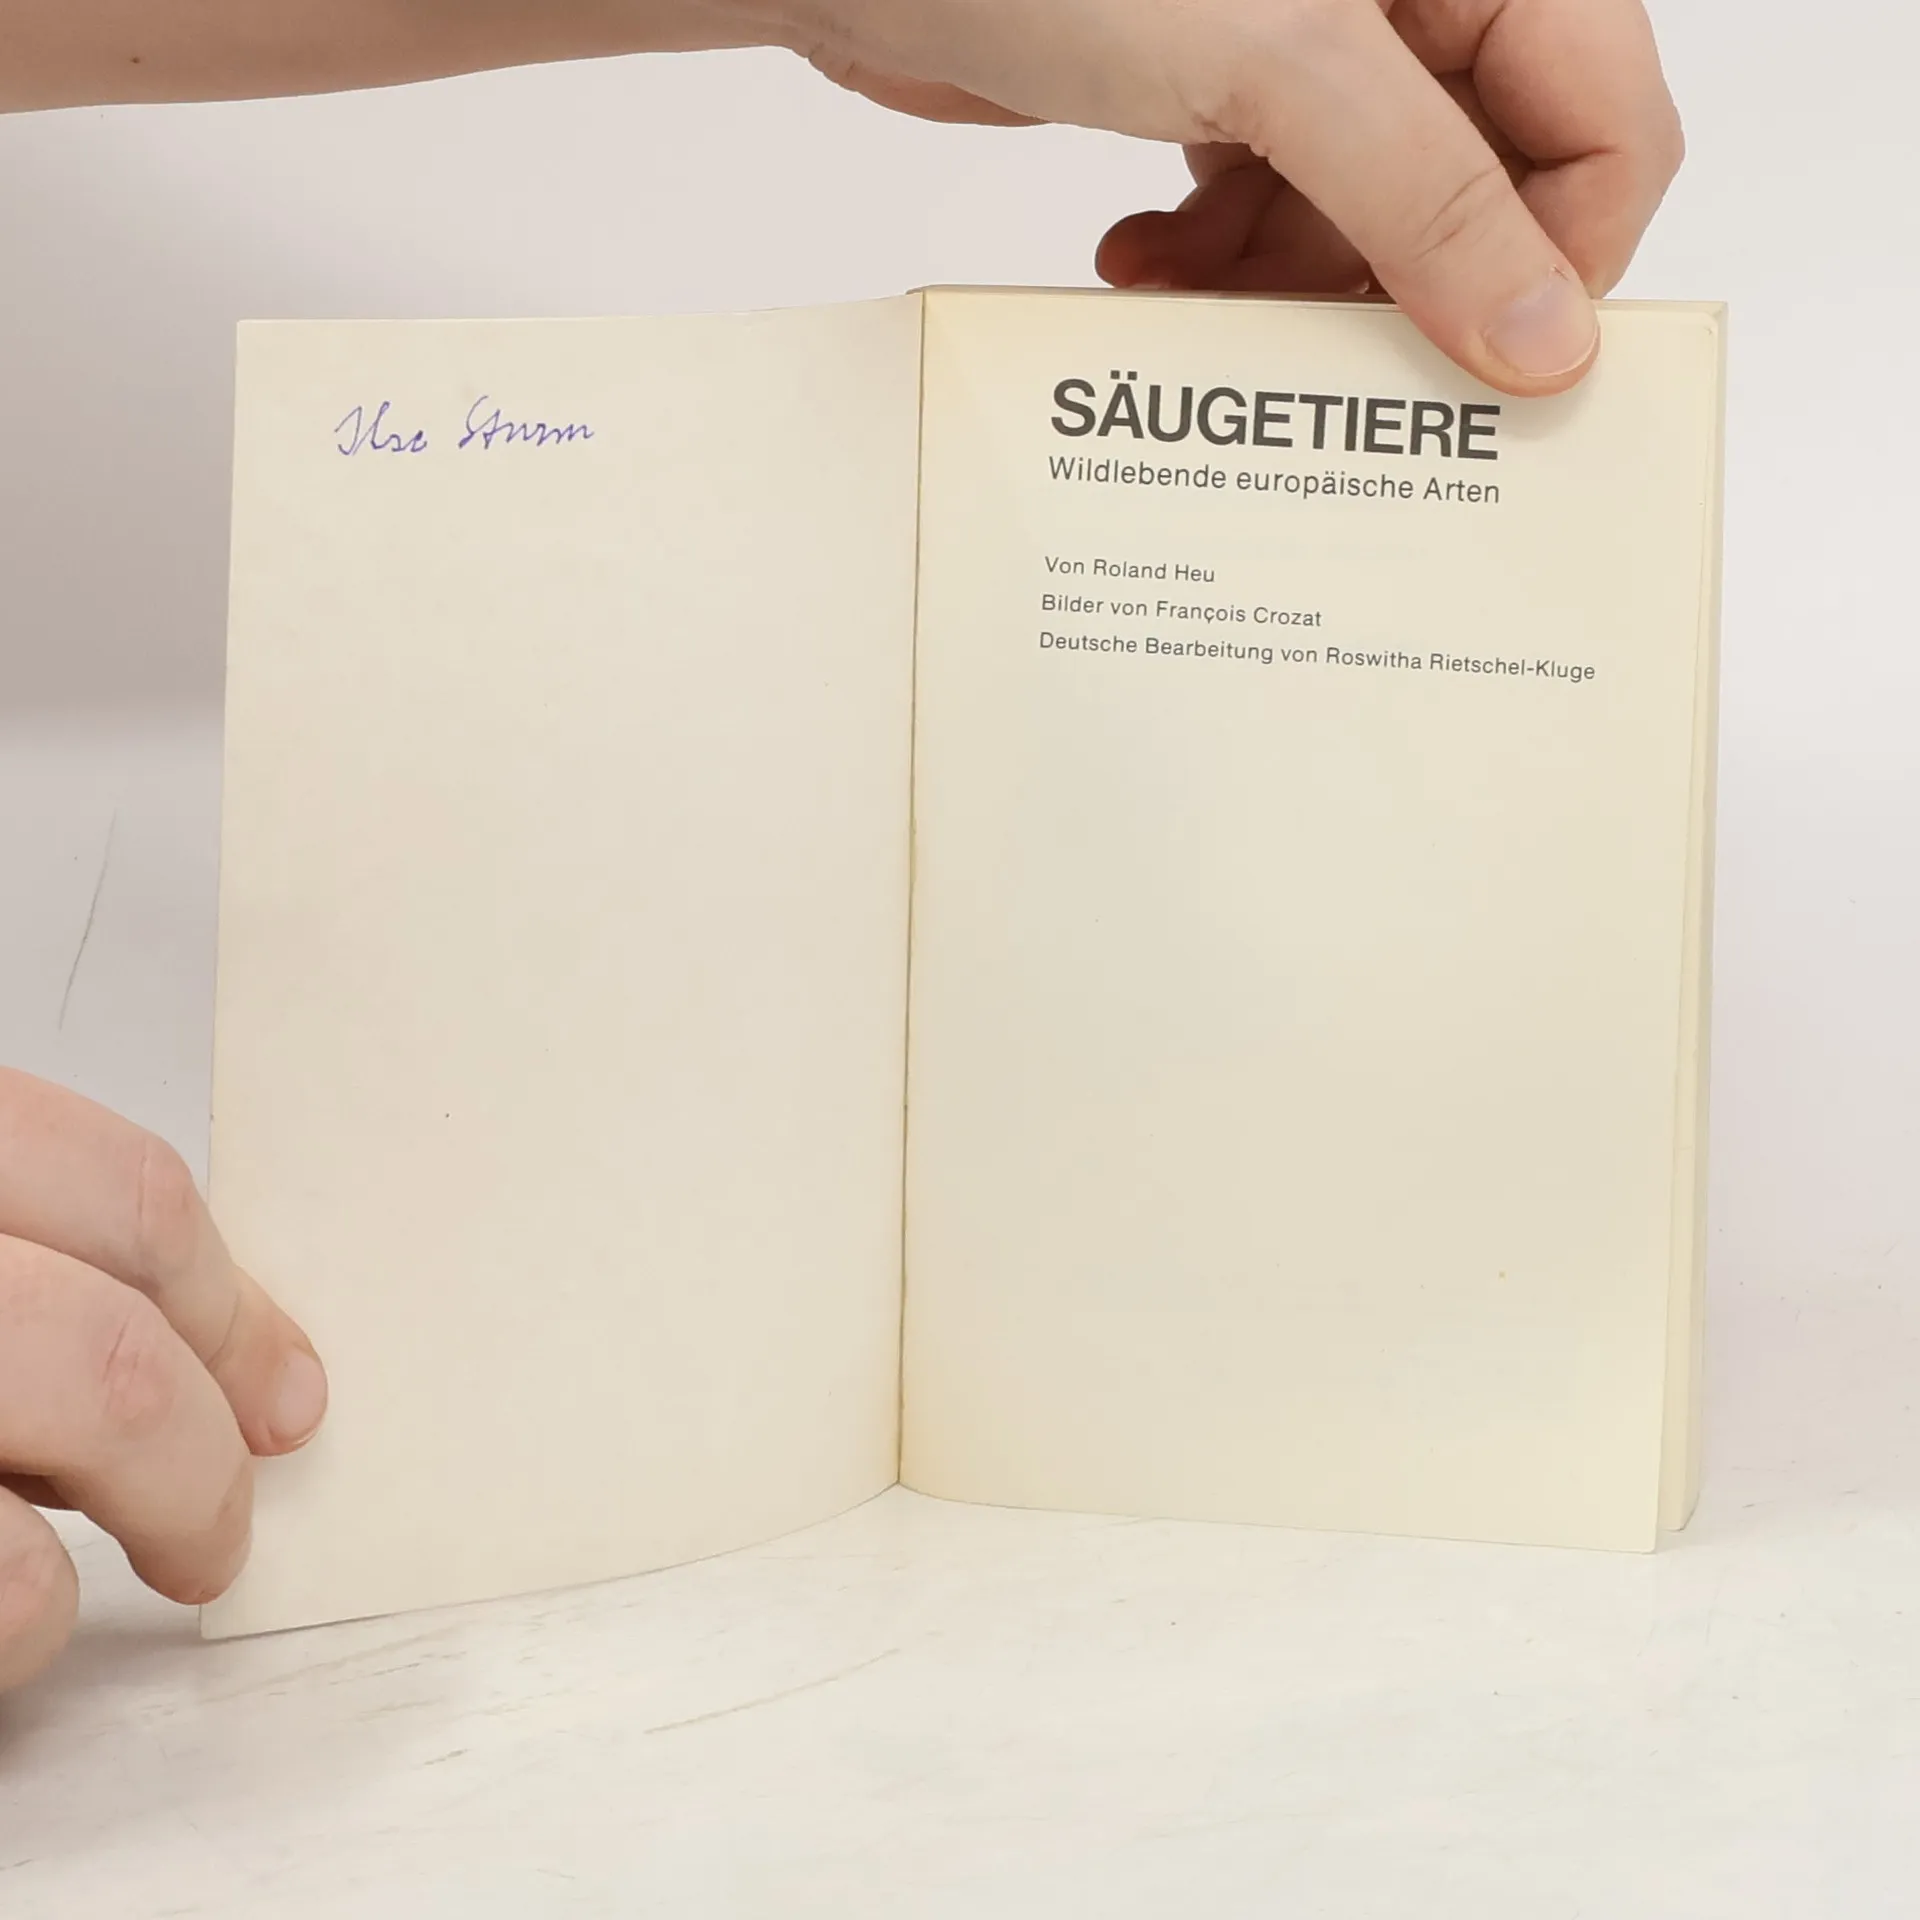 Ilse Sturm
SÄUGETIERE
Wildlebende europäische Arten
Von Roland Heu
Bilder von François Crozat
Deutsche Bearbeitung von Roswitha Rietschel-Kluge